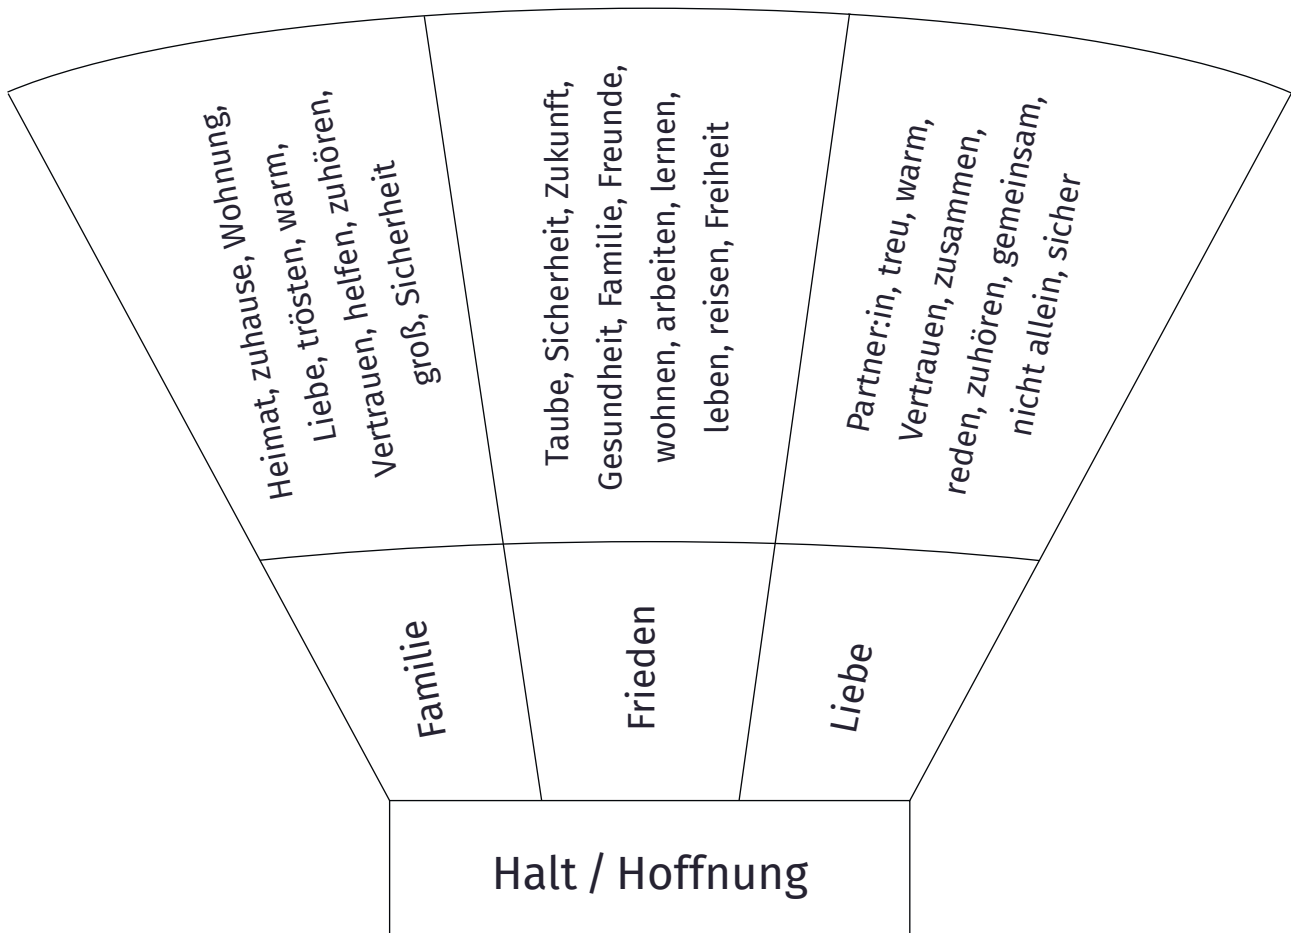 Heimat, zuhause, Wohnung,
Liebe, trösten, warm,
Vertrauen, helfen, zuhören,
groß, Sicherheit
Taube, Sicherheit, Zukunft,
Gesundheit, Familie, Freunde,
wohnen, arbeiten, lernen,
leben, reisen, Freiheit
Partner:in, treu, warm,
Vertrauen, zusammen,
reden, zuhören, gemeinsam,
nicht allein, sicher
Familie
Frieden
Liebe
Halt / Hoffnung